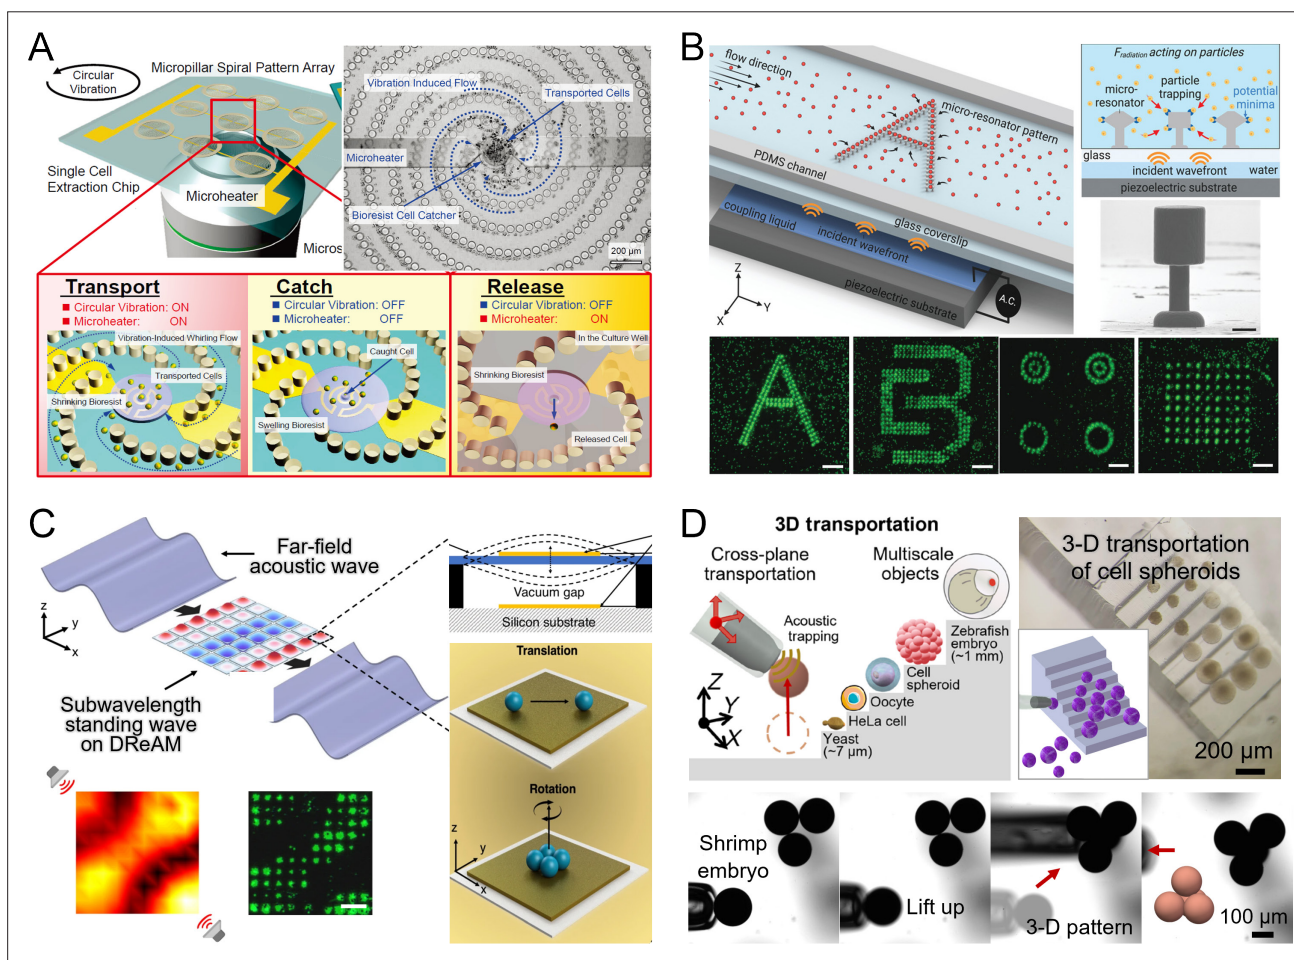 A
Circular
Vibration
Micropillar Spiral Pattern Array
Single Cell
Extraction Chip
Microheater
Micros
Vibration Induced Flow
Transported Cells
Microheater
Bioresist Cell Catcher
200 μm
Transport
Circular Vibration: ON
Microheater: ON
Vibration-Induced Whirling Flow
Transported Cells
Shrinking Bioresist
Catch
Circular Vibration: OFF
Microheater: OFF
Caught Cell
Swelling Bioresist
Release
Circular Vibration: OFF
Microheater: ON
In the Culture Well
Shrinking Bioresist
Released Cell
B
flow
direction
micro-resonator pattern
PDMS channel
glass coverslip
coupling liquid
incident wavefront
piezoelectric substrate
A.C.
Z
Y
X
Fradiation acting on particles
particle
trapping
micro-
resonator
potential
minima
glass
incident wavefront
water
piezoelectric substrate
C
Far-field
acoustic wave
z
y
x
Subwavelength
standing wave
on DReAM
Vacuum gap
Silicon substrate
Translation
Rotation
z
y
x
D
3D transportation
Cross-plane
transportation
Multiscale
objects
Acoustic
trapping
Z
Y
X
Zebrafish
embryo
(~1 mm)
Cell
spheroid
Oocyte
HeLa cell
Yeast
(~7 μm)
3-D transportation
of cell spheroids
200 μm
Shrimp
embryo
Lift up
3-D pattern
100 μm